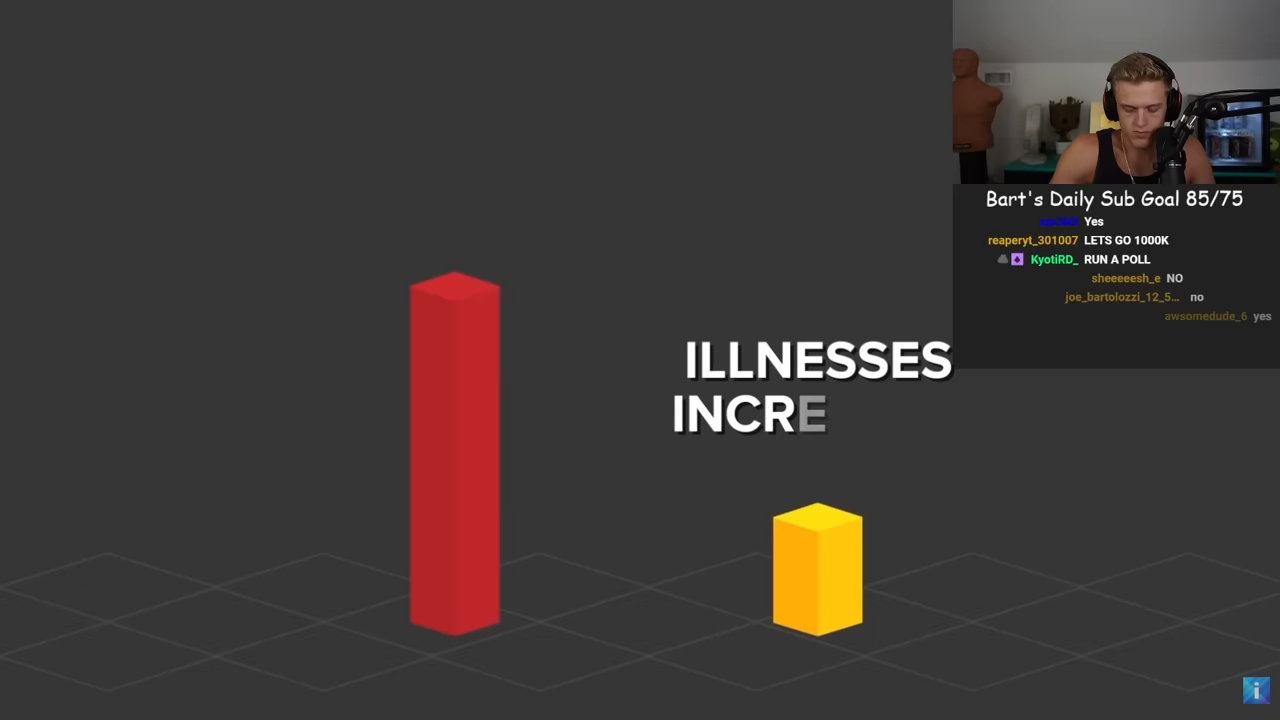 Bart's Daily Sub Goal 85/75
Yes
reaperyt_301007 LETS GO 1000K
KyotiRD_ RUN A POLL
sheeeeesh_e NO
joe_bartolozzi_12_5... no
awsomedude_6 yes
ILLNESSES
INCRE
i